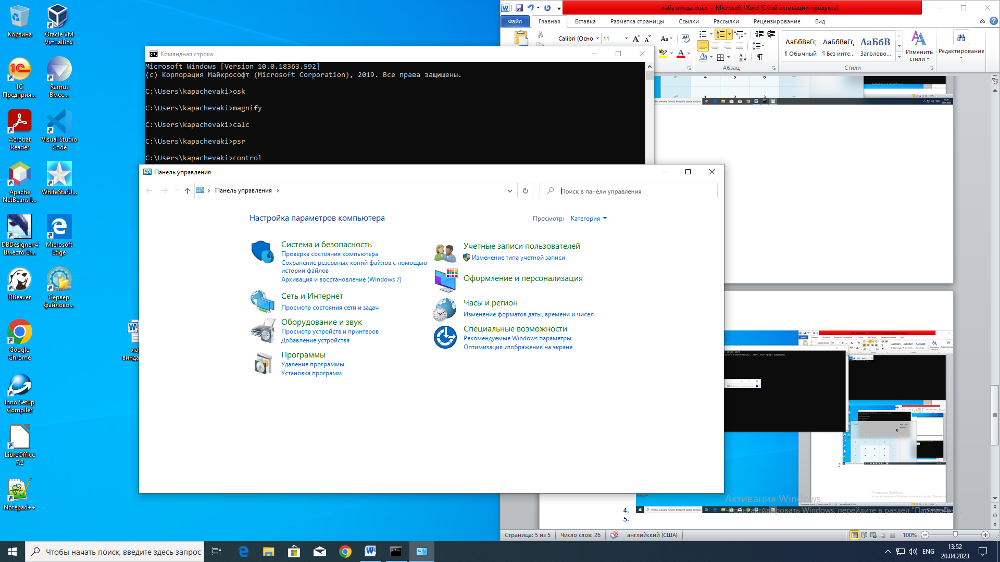 Корзина
Oracle VM
VirtualBox
1С
Предприя...
Ramus
Вмес...
Acrobat
Reader
Visual Studio
Code
Apache
NetBeans I...
WhiteStarU...
DBDesigner 4
Вместо Er...
Microsoft
Edge
DBeaver
Сервер
файлово...
Google
Chrome
Inno Setup
Compiler
LibreOffice
7.2
Notepad++
Командная строка
Microsoft Windows [Version 10.0.18363.592]
(c) Корпорация Майкрософт (Microsoft Corporation), 2019. Все права защищены.
C:\Users\kapachevaki>osk
C:\Users\kapachevaki>magnify
C:\Users\kapachevaki>calc
C:\Users\kapachevaki>psr
C:\Users\kapachevaki>control
Панель управления
Панель управления
Поиск в панели управления
Настройка параметров компьютера
Просмотр: Категория
Система и безопасность
Проверка состояния компьютера
Сохранение резервных копий файлов с помощью
истории файлов
Архивация и восстановление (Windows 7)
Сеть и Интернет
Просмотр состояния сети и задач
Оборудование и звук
Просмотр устройств и принтеров
Добавление устройства
Программы
Удаление программы
Установка программ
Учетные записи пользователей
Изменение типа учетной записи
Оформление и персонализация
Часы и регион
Изменение форматов даты, времени и чисел
Специальные возможности
Рекомендуемые Windows параметры
Оптимизация изображения на экране
лаба винда.docx - Microsoft Word (Сбой активации продукта)
Файл Главная Вставка Разметка страницы Ссылки Рассылки Рецензирование Вид
Calibri (Осно 11
Абзац
АаБбВвГг, АаБбВвГг, АаБбВ
¶ Обычный ¶ Без инте... Заголово...
Стили
Изменить
стили
Редактирование
4.
5.
Активация Windows
Чтобы активировать Windows, перейдите в раздел "Параметры
Страница: 5 из 5 Число слов: 26 английский (США) 100%
Чтобы начать поиск, введите здесь запрос
ENG
13:52
20.04.2023